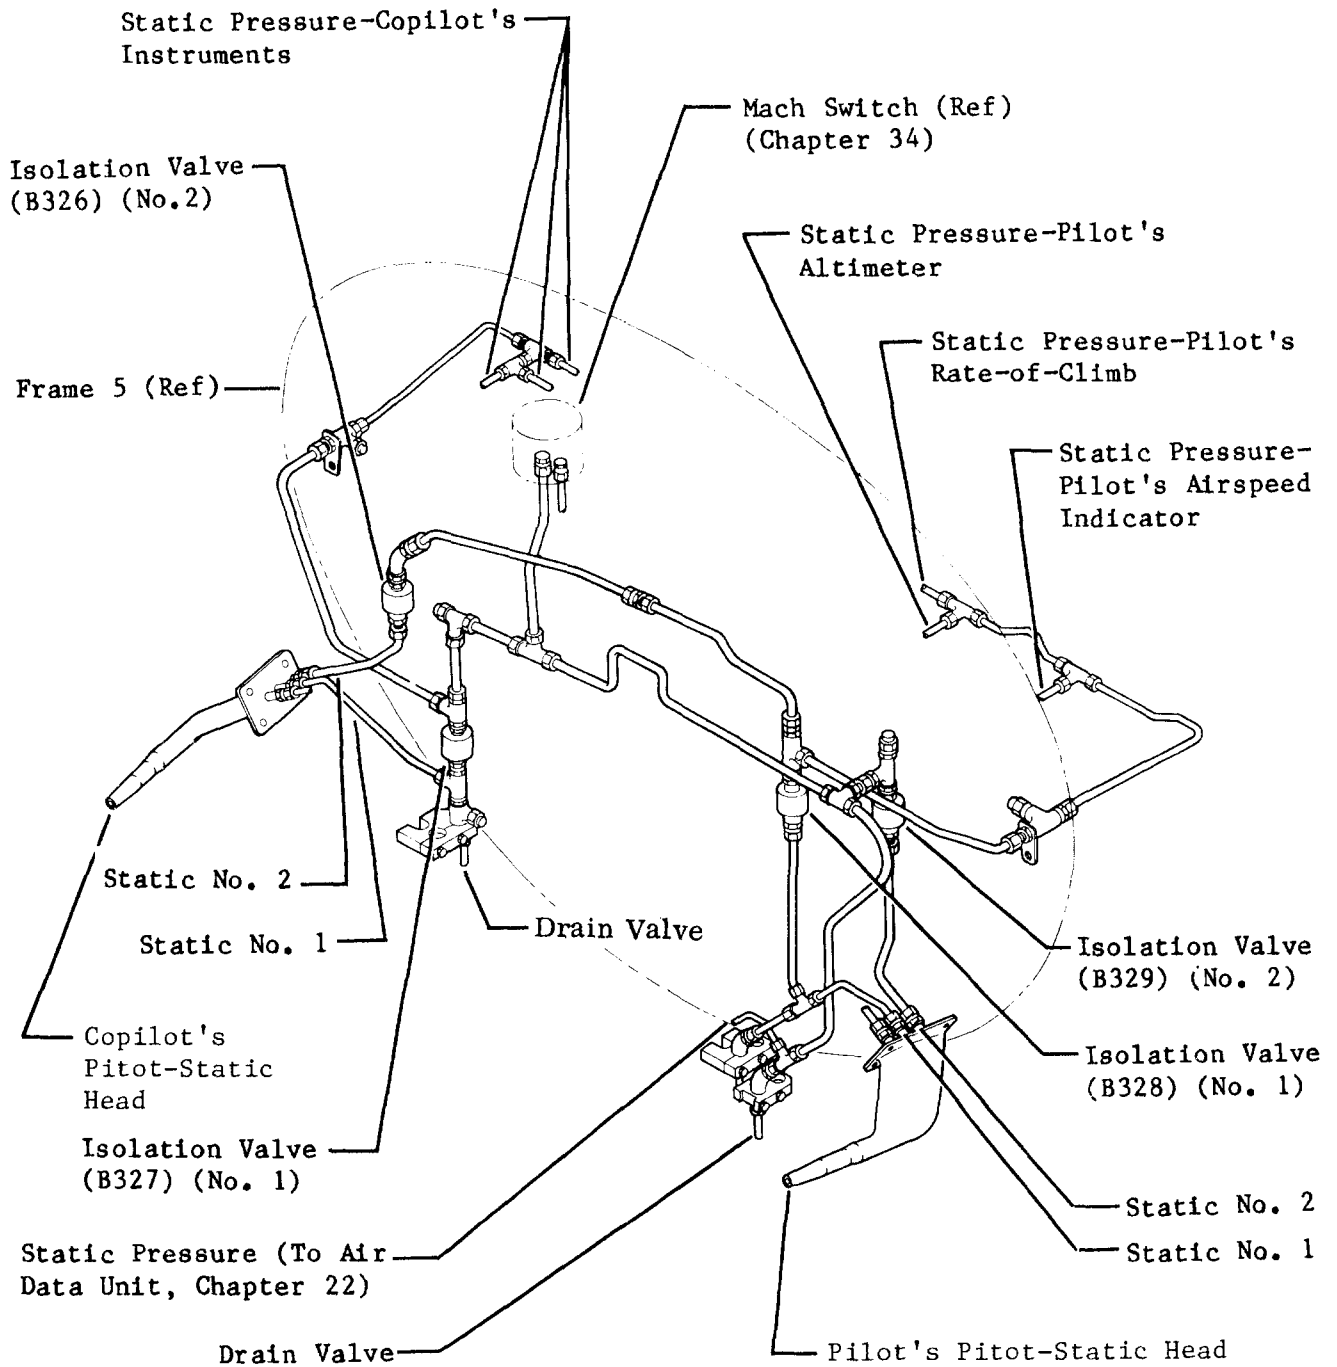 Static Pressure-Copilot's
Instruments
Mach Switch (Ref)
(Chapter 34)
Isolation Valve
(B326) (No.2)
Static Pressure-Pilot's
Altimeter
Static Pressure-Pilot's
Rate-of-Climb
Frame 5 (Ref)
Static Pressure-
Pilot's Airspeed
Indicator
Static No. 2
Drain Valve
Static No. 1
Isolation Valve
(B329) (No. 2)
Copilot's
Pitot-Static
Head
Isolation Valve
(B328) (No. 1)
Isolation Valve
(B327) (No. 1)
Static No. 2
Static No. 1
Static Pressure (To Air
Data Unit, Chapter 22)
Drain Valve
Pilot's Pitot-Static Head